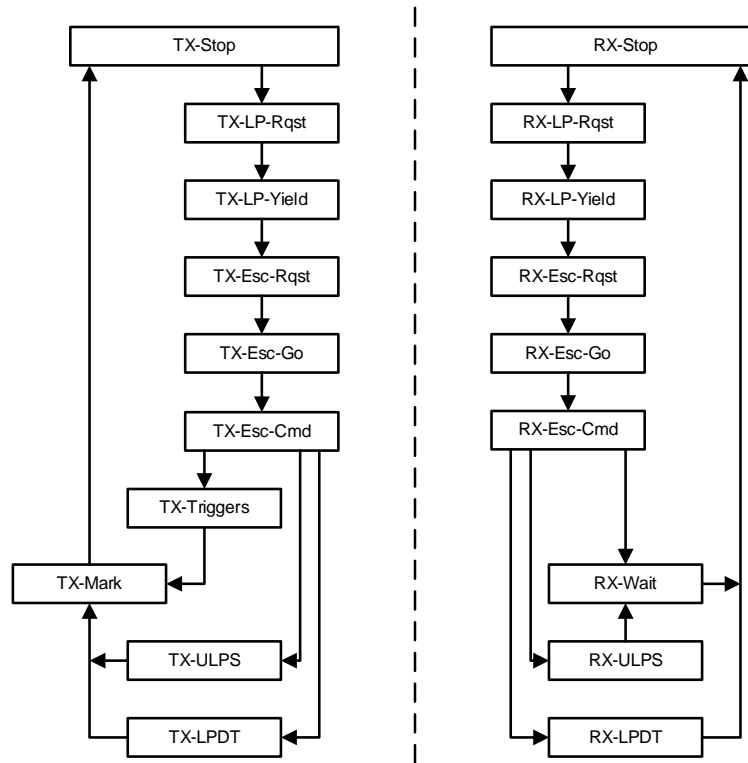 TX-Stop
RX-Stop
TX-LP-Rqst
RX-LP-Rqst
TX-LP-Yield
RX-LP-Yield
TX-Esc-Rqst
RX-Esc-Rqst
TX-Esc-Go
RX-Esc-Go
TX-Esc-Cmd
RX-Esc-Cmd
TX-Triggers
TX-Mark
RX-Wait
TX-ULPS
RX-ULPS
TX-LPDT
RX-LPDT